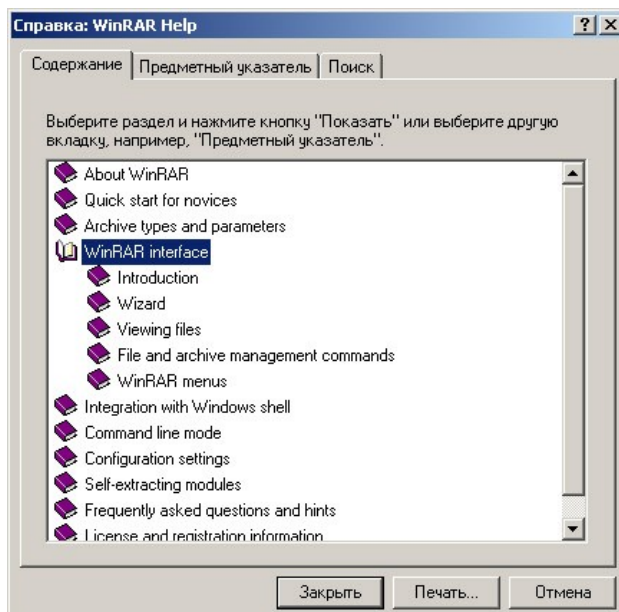 Справка: WinRAR Help
Содержание Предметный указатель Поиск
Выберите раздел и нажмите кнопку "Показать" или выберите другую
вкладку, например, "Предметный указатель".
About WinRAR
Quick start for novices
Archive types and parameters
WinRAR interface
Introduction
Wizard
Viewing files
File and archive management commands
WinRAR menus
Integration with Windows shell
Command line mode
Configuration settings
Self-extracting modules
Frequently asked questions and hints
License and registration information
Закрыть Печать... Отмена